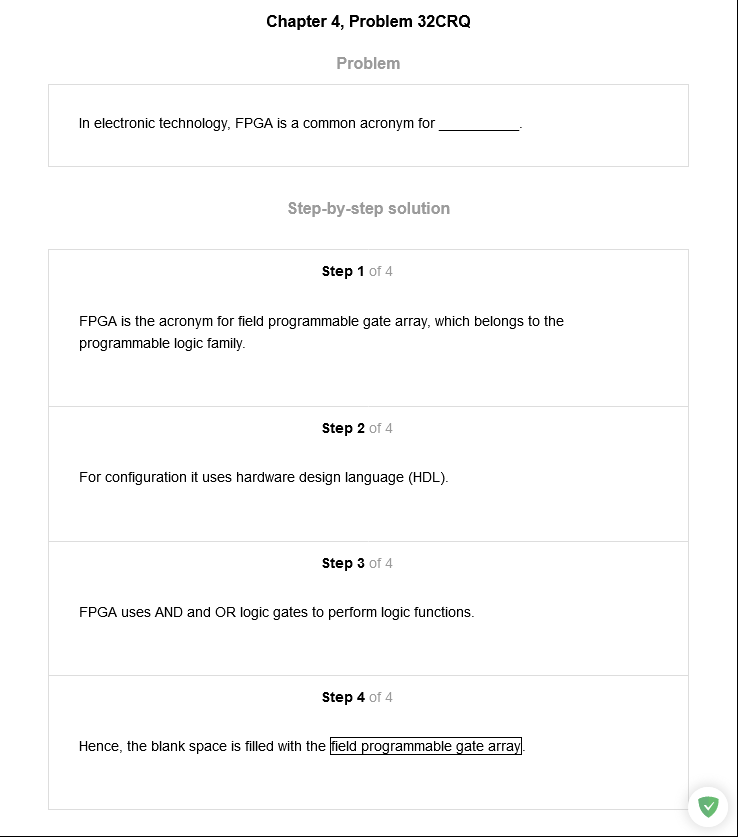 Chapter 4, Problem 32CRQ
Problem
In electronic technology, FPGA is a common acronym for __________.
Step-by-step solution
Step 1 of 4
FPGA is the acronym for field programmable gate array, which belongs to the
programmable logic family.
Step 2 of 4
For configuration it uses hardware design language (HDL).
Step 3 of 4
FPGA uses AND and OR logic gates to perform logic functions.
Step 4 of 4
Hence, the blank space is filled with the field programmable gate array.